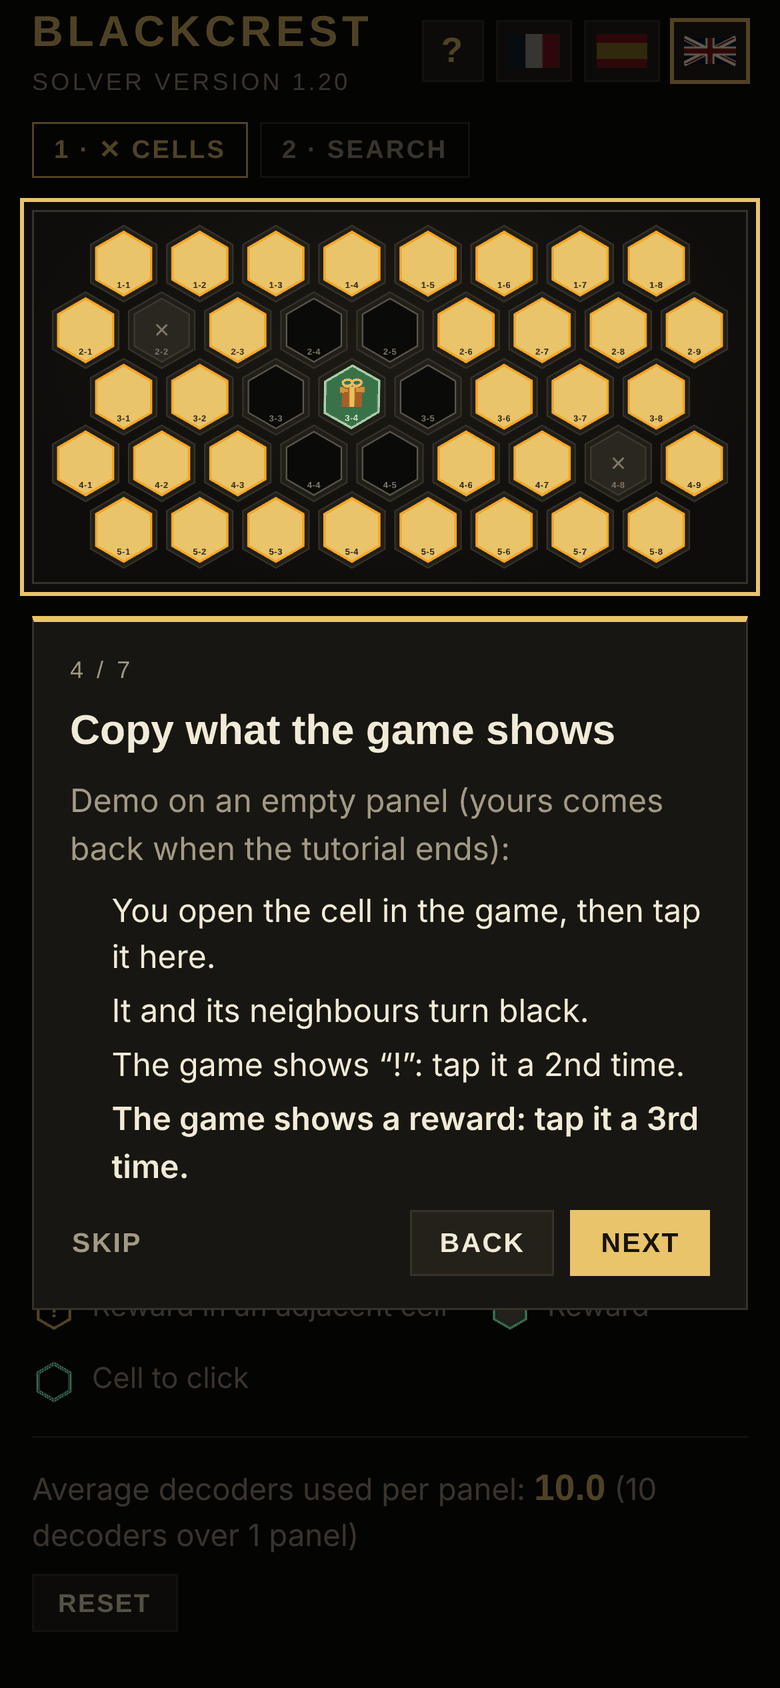 BLACKCREST
?
SOLVER VERSION 1.20
1 · ✕ CELLS
2 · SEARCH
1-1 1-2 1-3 1-4 1-5 1-6 1-7 1-8
✕
2-1 2-2 2-3 2-4 2-5 2-6 2-7 2-8 2-9
3-1 3-2 3-3 3-4 3-5 3-6 3-7 3-8
✕
4-1 4-2 4-3 4-4 4-5 4-6 4-7 4-8 4-9
5-1 5-2 5-3 5-4 5-5 5-6 5-7 5-8
4 / 7
Copy what the game shows
Demo on an empty panel (yours comes
back when the tutorial ends):
You open the cell in the game, then tap
it here.
It and its neighbours turn black.
The game shows “!”: tap it a 2nd time.
The game shows a reward: tap it a 3rd
time.
SKIP
BACK
NEXT
Reward in an adjacent cell
Reward
Cell to click
Average decoders used per panel: 10.0 (10
decoders over 1 panel)
RESET